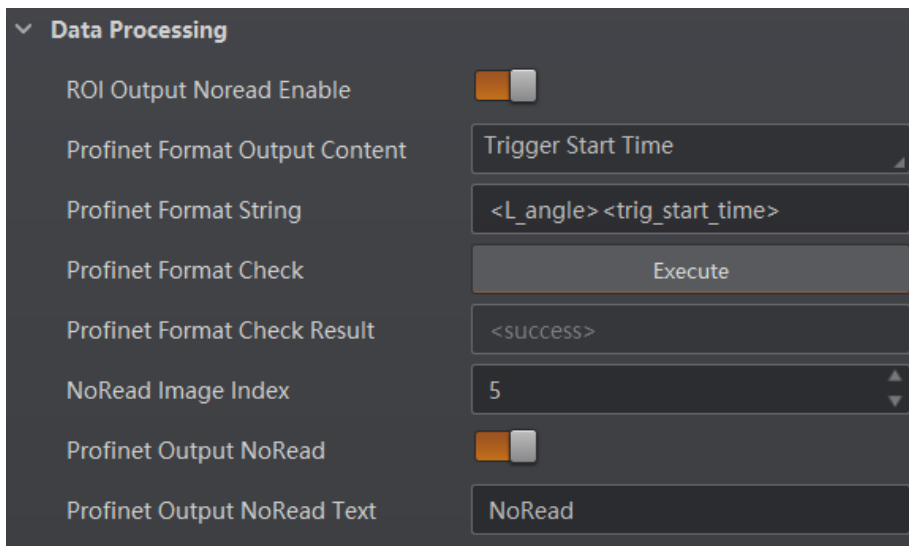 Data Processing
ROI Output Noread Enable
Profinet Format Output Content Trigger Start Time
Profinet Format String <L_angle><trig_start_time>
Profinet Format Check Execute
Profinet Format Check Result <success>
NoRead Image Index 5
Profinet Output NoRead
Profinet Output NoRead Text NoRead